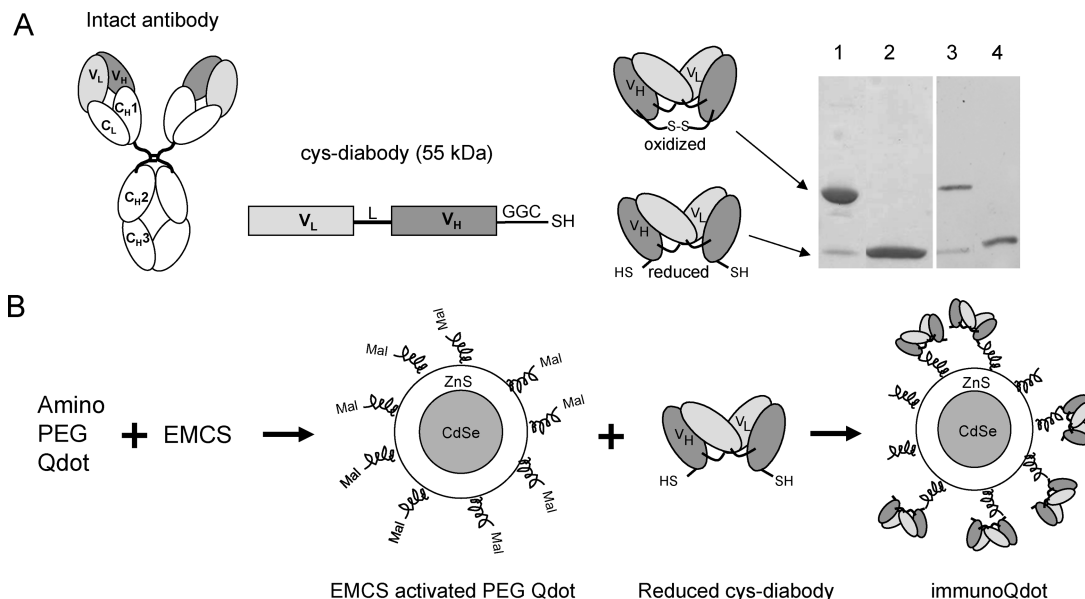 A
Intact antibody
VL
VH
CH1
CL
CH2
CH3
cys-diabody (55 kDa)
VL
L
VH
GGC
SH
VH
VL
S-S
oxidized
VH
VL
HS
reduced
SH
1 2 3 4
B
Amino
PEG
Qdot
+
EMCS
Mal
Mal
Mal
Mal
Mal
Mal
Mal
Mal
Mal
Mal
ZnS
CdSe
EMCS activated PEG Qdot
+
VH
VL
HS
SH
Reduced cys-diabody
ZnS
CdSe
immunoQdot